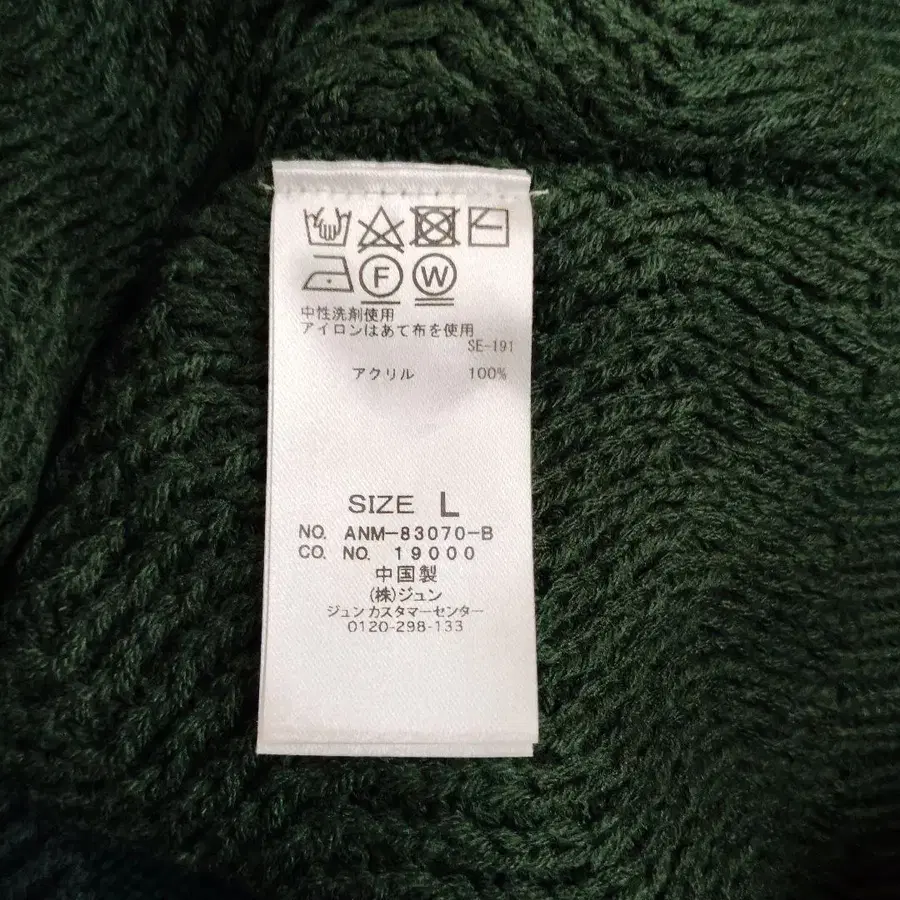 F W
中性洗剤使用
アイロンはあて布を使用
SE-191
アクリル 100%
SIZE L
NO. ANM-83070-B
CO. NO. 19000
中国製
(株)ジュン
ジュンカスタマーセンター
0120-298-133